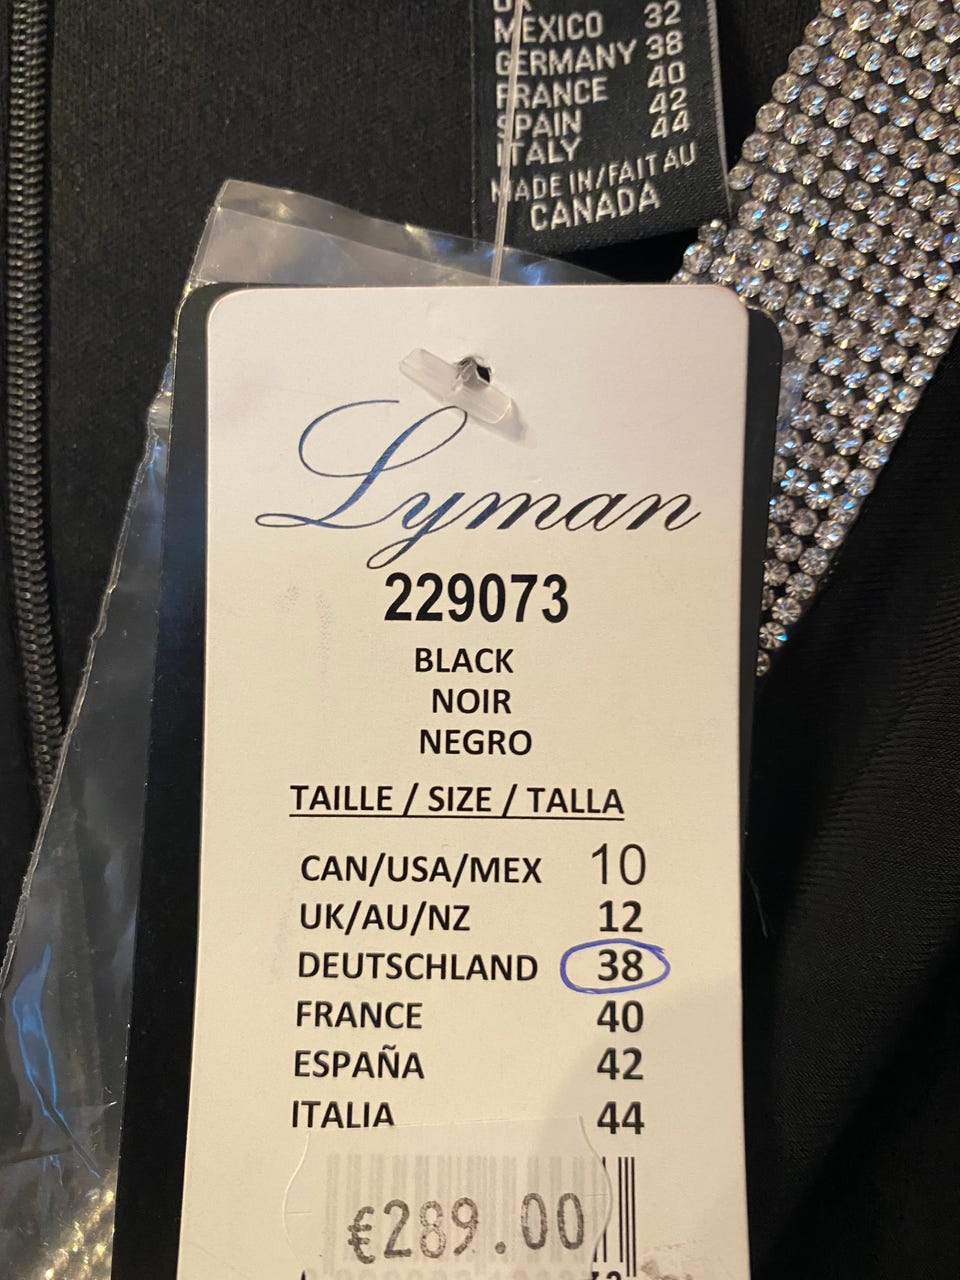 MEXICO 32
GERMANY 38
FRANCE 40
SPAIN 42
ITALY 44
MADE IN/FAIT AU
CANADA
Lyman
229073
BLACK
NOIR
NEGRO
TAILLE / SIZE / TALLA
CAN/USA/MEX 10
UK/AU/NZ 12
DEUTSCHLAND 38
FRANCE 40
ESPAÑA 42
ITALIA 44
€289.00